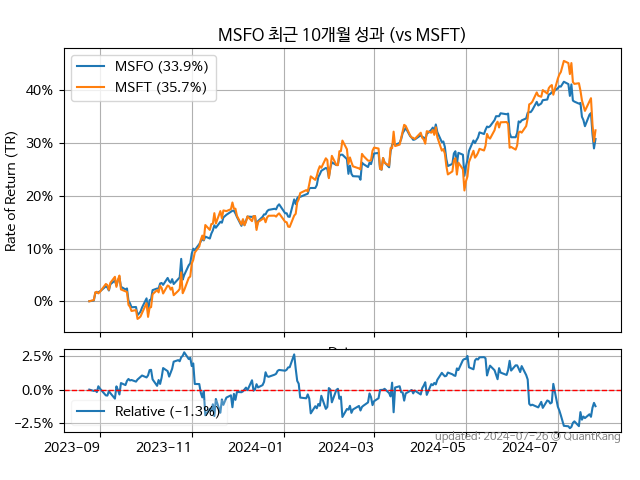 MSFO 최근 10개월 성과 (vs MSFT)
MSFO (33.9%)
MSFT (35.7%)
Rate of Return (TR)
40%
30%
20%
10%
0%
2.5%
0.0%
−2.5%
Relative (−1.3%)
2023−09
2023−11
2024−01
2024−03
2024−05
2024−07
updated: 2024−07−26 © QuantKang